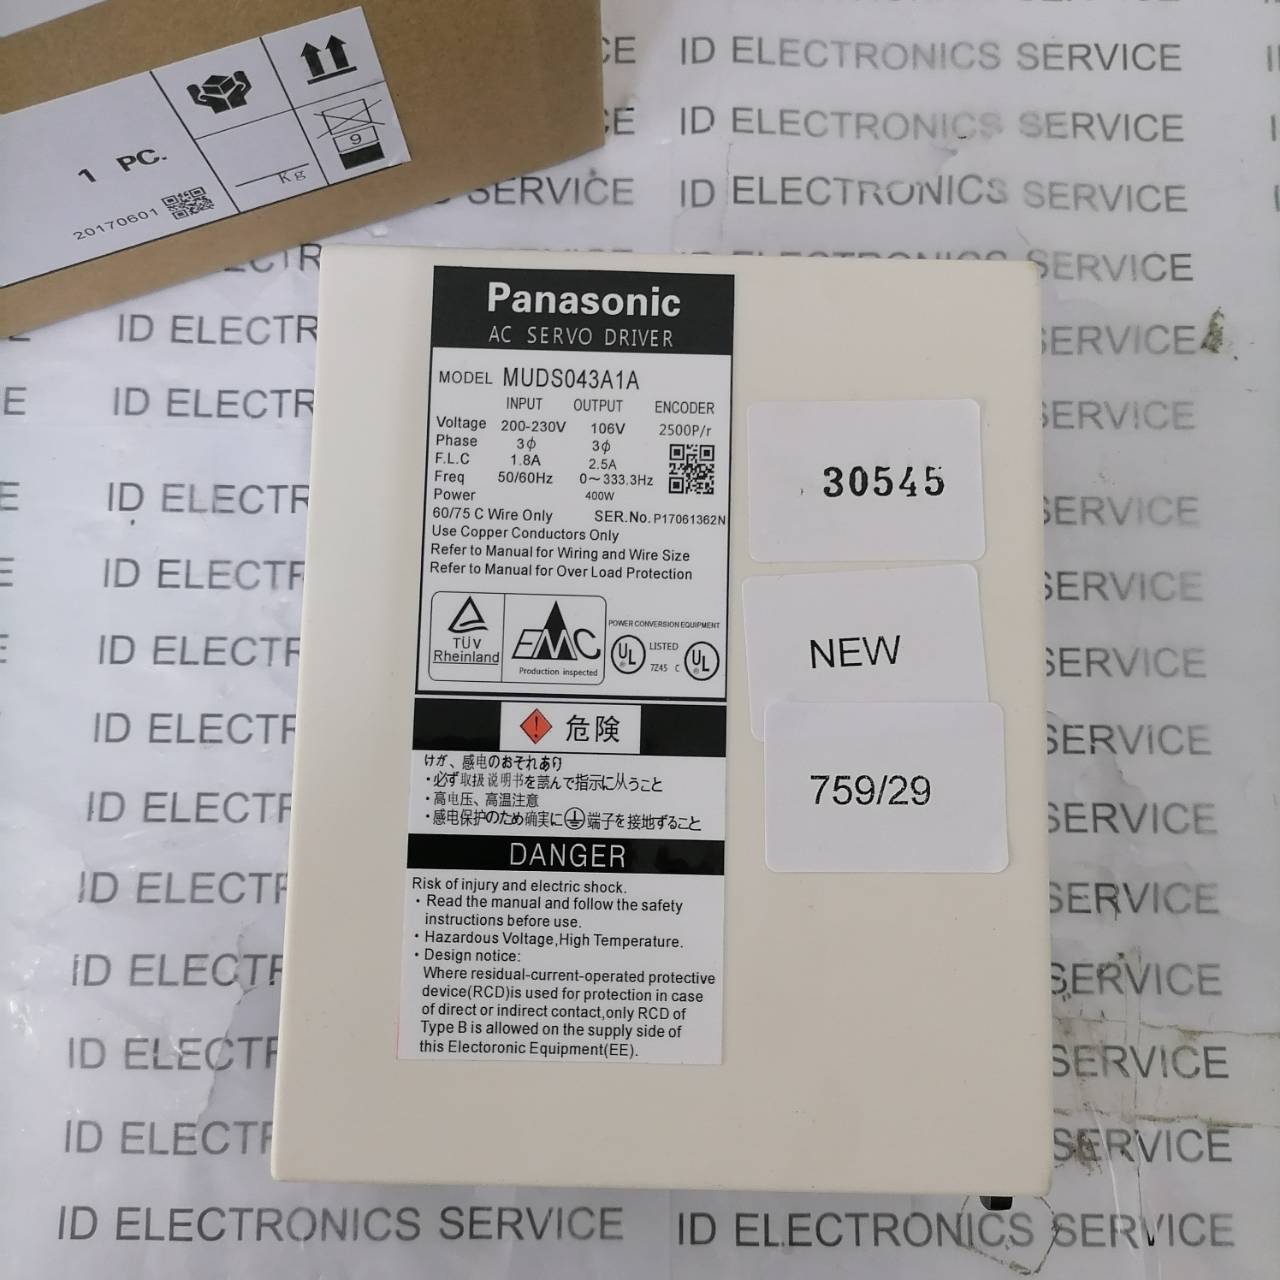 1 PC.
20170601
Kg
9
ID ELECTRONICS SERVICE
ID ELECTRONICS SERVICE
ID ELECTRONICS SERVICE
Panasonic
AC SERVO DRIVER
MODEL MUDS043A1A
INPUT OUTPUT ENCODER
Voltage 200-230V 106V 2500P/r
Phase 3ϕ 3ϕ
F.L.C 1.8A 2.5A
Freq 50/60Hz 0~333.3Hz
Power 400W
60/75 C Wire Only SER.No. P17061362N
Use Copper Conductors Only
Refer to Manual for Wiring and Wire Size
Refer to Manual for Over Load Protection
TÜV
Rheinland
EMC
Production inspected
POWER CONVERSION EQUIPMENT
UL LISTED UL
7Z45 C
危険
けが、感电のおそれあり
・必ず取扱说明书を읽んで指示に从うこと
・高电压、高温注意
・感电保护のため确実に端子を接地ずること
DANGER
Risk of injury and electric shock.
・Read the manual and follow the safety
instructions before use.
・Hazardous Voltage,High Temperature.
・Design notice:
Where residual-current-operated protective
device(RCD)is used for protection in case
of direct or indirect contact,only RCD of
Type B is allowed on the supply side of
this Electoronic Equipment(EE).
30545
NEW
759/29
ID ELECTRONICS SERVICE
ID ELECTRONICS SERVICE